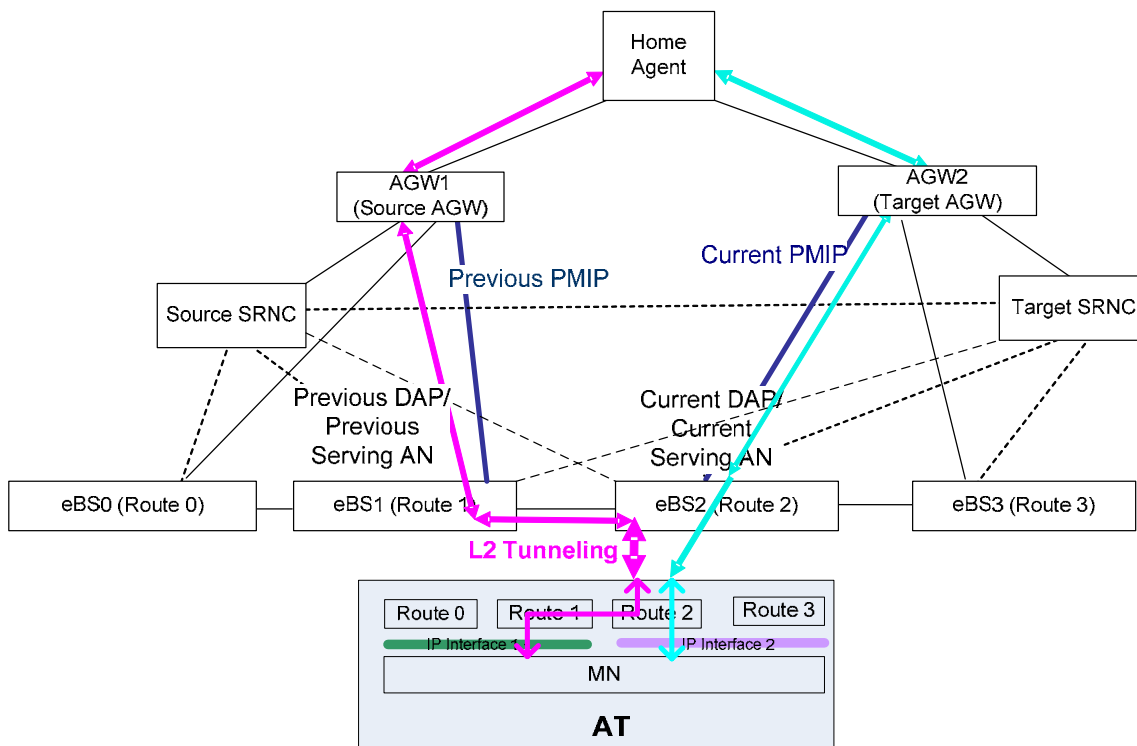 Home
Agent
AGW1
(Source AGW)
AGW2
(Target AGW)
Previous PMIP
Current PMIP
Source SRNC
Target SRNC
Previous DAP/
Previous
Serving AN
Current DAP/
Current
Serving AN
eBS0 (Route 0)
eBS1 (Route 1)
eBS2 (Route 2)
eBS3 (Route 3)
L2 Tunneling
Route 0
Route 1
Route 2
Route 3
IP Interface 1
IP Interface 2
MN
AT